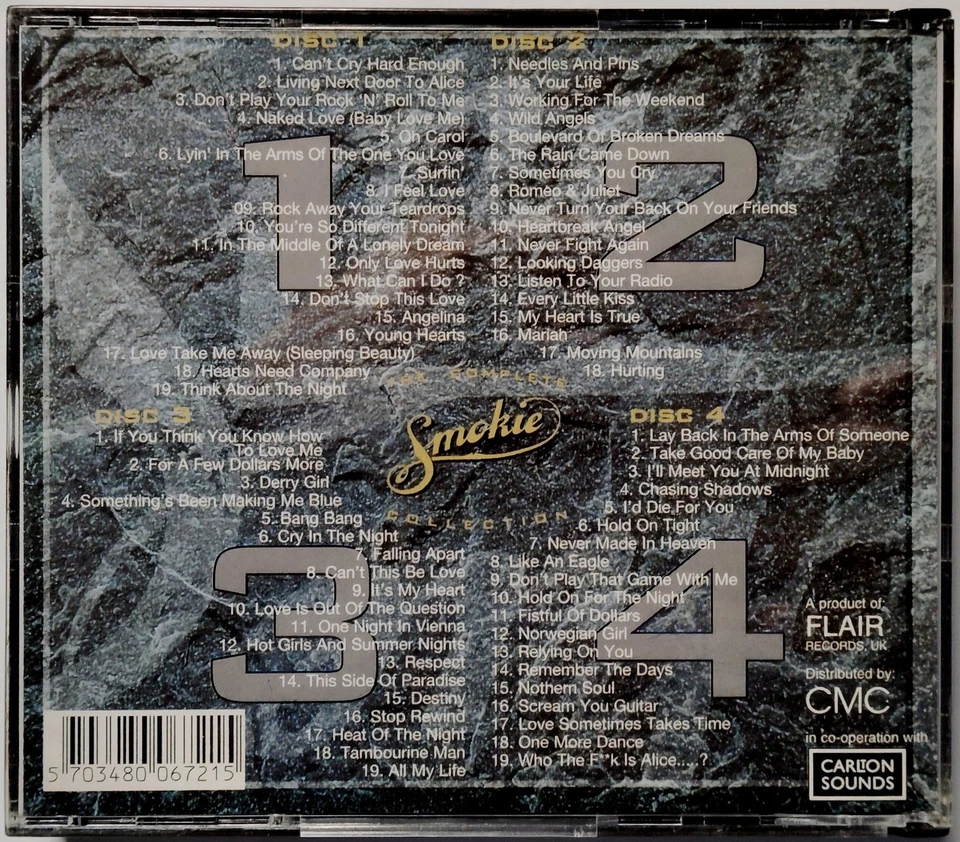 DISC 1
1. Can't Cry Hard Enough
2. Living Next Door To Alice
3. Don't Play Your Rock 'N' Roll To Me
4. Naked Love (Baby Love Me)
5. Oh Carol
6. Lyin' In The Arms Of The One You Love
7. Surfin'
8. I Feel Love
09. Rock Away Your Teardrops
10. You're So Different Tonight
11. In The Middle Of A Lonely Dream
12. Only Love Hurts
13. What Can I Do ?
14. Don't Stop This Love
15. Angelina
16. Young Hearts
17. Love Take Me Away (Sleeping Beauty)
18. Hearts Need Company
19. Think About The Night
1
DISC 2
1. Needles And Pins
2. It's Your Life
3. Working For The Weekend
4. Wild Angels
5. Boulevard Of Broken Dreams
6. The Rain Came Down
7. Sometimes You Cry
8. Romeo & Juliet
9. Never Turn Your Back On Your Friends
10. Heartbreak Angel
11. Never Fight Again
12. Looking Daggers
13. Listen To Your Radio
14. Every Little Kiss
15. My Heart Is True
16. Mariah
17. Moving Mountains
18. Hurting
2
THE COMPLETE
Smokie
COLLECTION
DISC 3
1. If You Think You Know How
To Love Me
2. For A Few Dollars More
3. Derry Girl
4. Something's Been Making Me Blue
5. Bang Bang
6. Cry In The Night
7. Falling Apart
8. Can't This Be Love
9. It's My Heart
10. Love Is Out Of The Question
11. One Night In Vienna
12. Hot Girls And Summer Nights
13. Respect
14. This Side Of Paradise
15. Destiny
16. Stop Rewind
17. Heat Of The Night
18. Tambourine Man
19. All My Life
3
DISC 4
1. Lay Back In The Arms Of Someone
2. Take Good Care Of My Baby
3. I'll Meet You At Midnight
4. Chasing Shadows
5. I'd Die For You
6. Hold On Tight
7. Never Made In Heaven
8. Like An Eagle
9. Don't Play That Game With Me
10. Hold On For The Night
11. Fistful Of Dollars
12. Norwegian Girl
13. Relying On You
14. Remember The Days
15. Nothern Soul
16. Scream You Guitar
17. Love Sometimes Takes Time
18. One More Dance
19. Who The F**k Is Alice.....?
4
A product of:
FLAIR
RECORDS, UK
Distributed by:
CMC
in co-operation with
CARLTON
SOUNDS
5 703480 067215